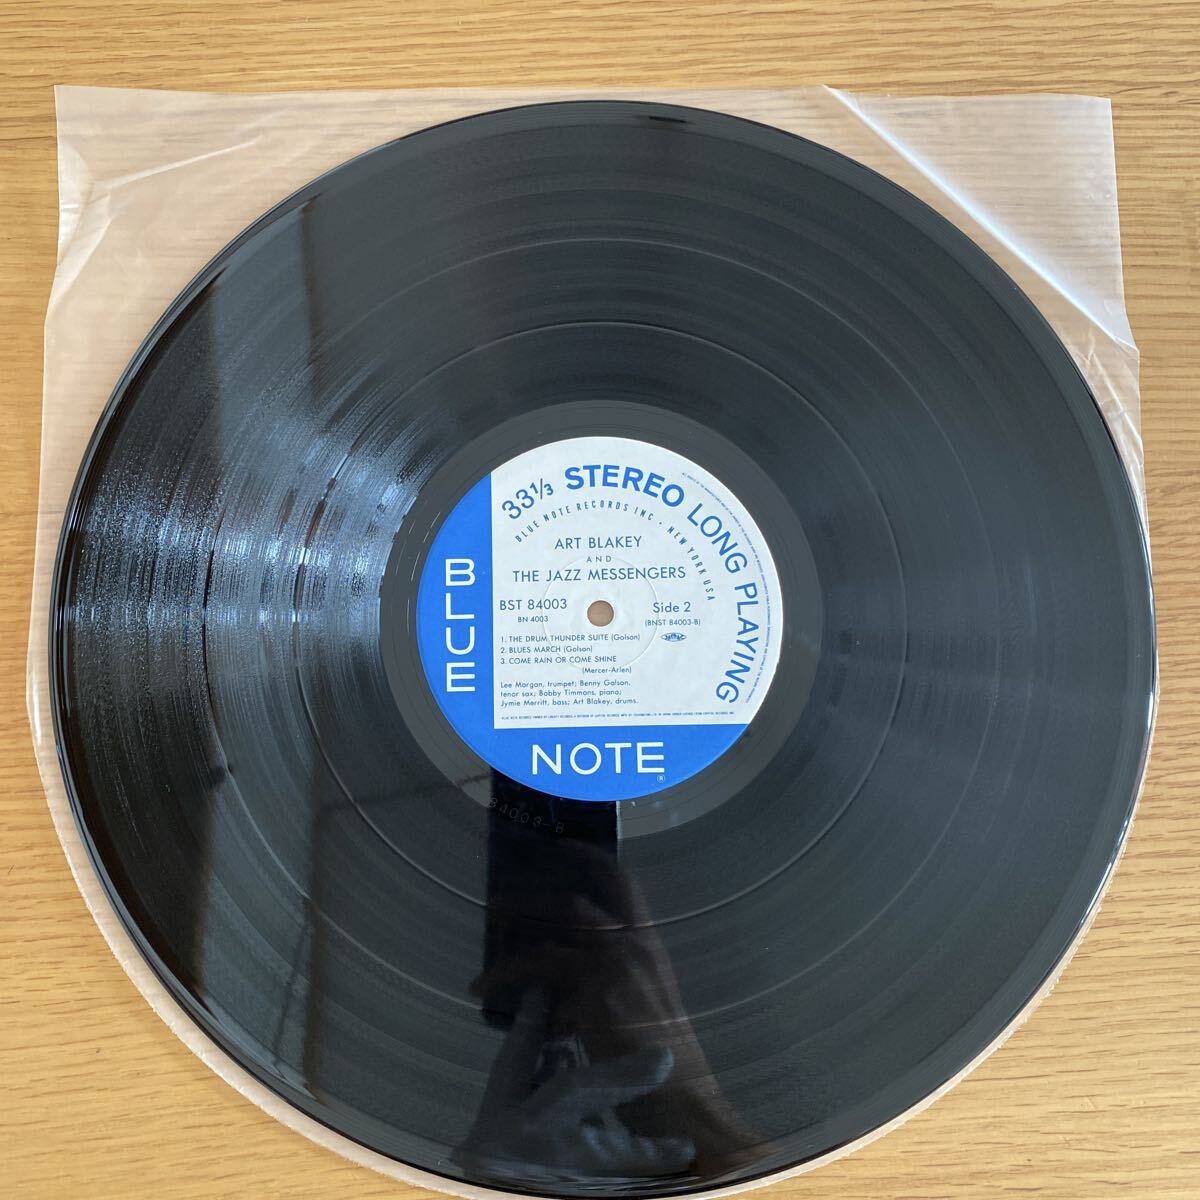 33⅓ STEREO LONG PLAYING
BLUE NOTE RECORDS INC • NEW YORK USA
ART BLAKEY
AND
THE JAZZ MESSENGERS
BST 84003
BN 4003
Side 2
(BNST 84003-B)
1. THE DRUM THUNDER SUITE (Golson)
2. BLUES MARCH (Golson)
3. COME RAIN OR COME SHINE
(Mercer-Arlen)
Lee Morgan, trumpet; Benny Golson,
tenor sax; Bobby Timmons, piano;
Jymie Merritt, bass; Art Blakey, drums.
BLUE
NOTE
®
84003-B